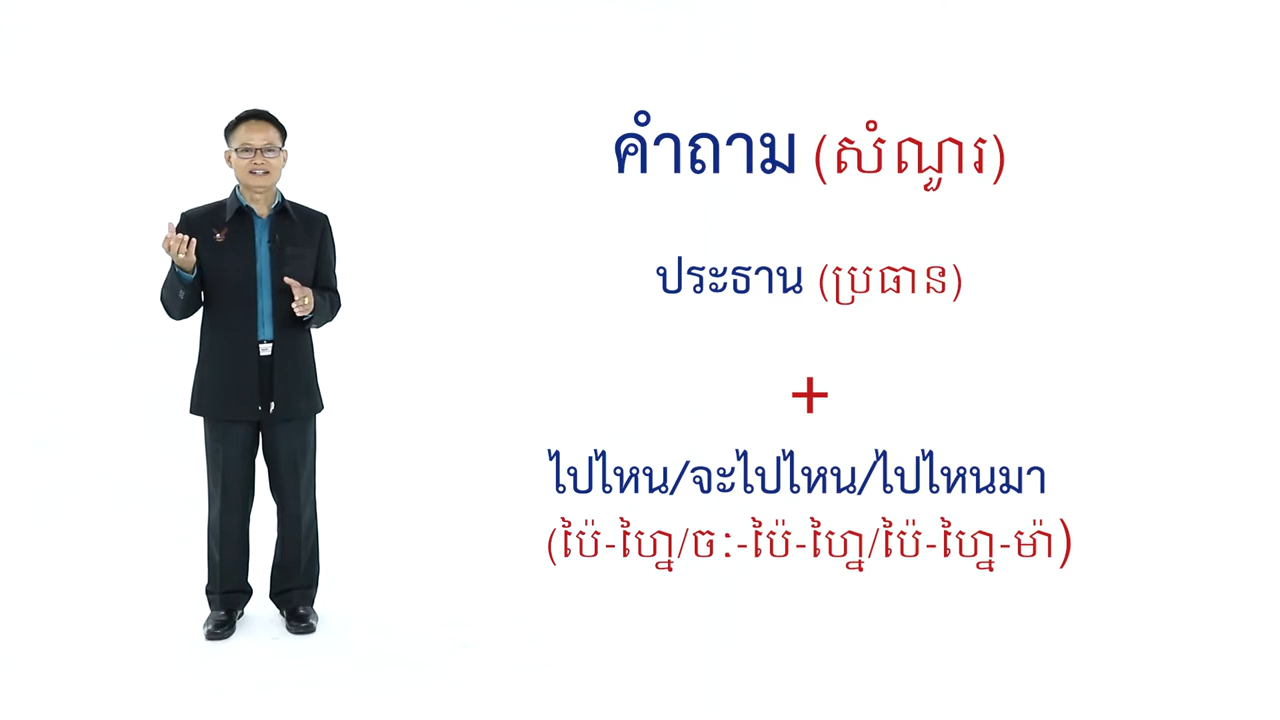 คำถาม (សំណួរ)
ประธาน (ប្រធាន)
+
ไปไหน/จะไปไหน/ไปไหนมา
(ប៉ៃ-ហ្នៃ/ចៈ-ប៉ៃ-ហ្នៃ/ប៉ៃ-ហ្នៃ-ម៉ា)